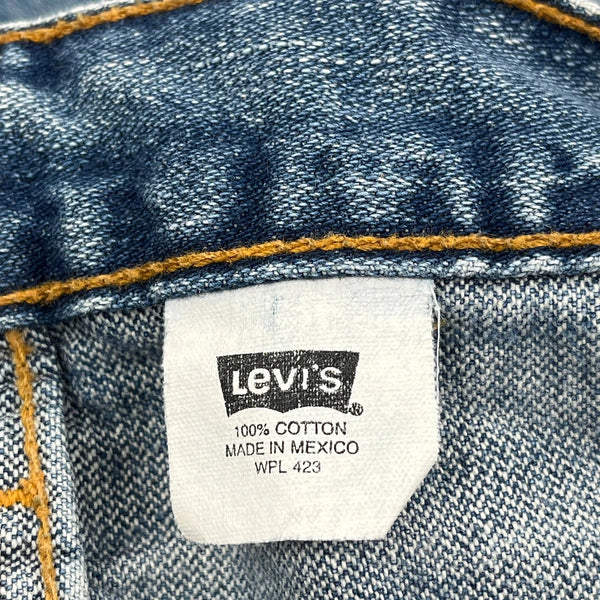 Levi's ®
100% COTTON
MADE IN MEXICO
WPL 423